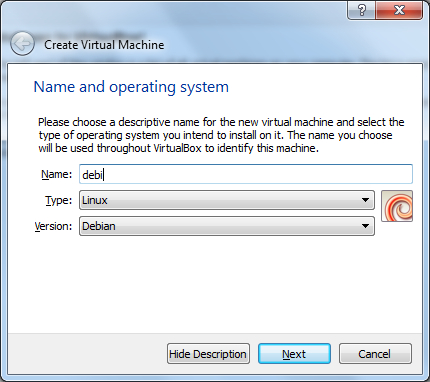 Create Virtual Machine
Name and operating system
Please choose a descriptive name for the new virtual machine and select the
type of operating system you intend to install on it. The name you choose
will be used throughout VirtualBox to identify this machine.
Name: debi
Type: Linux
Version: Debian
Hide Description Next Cancel